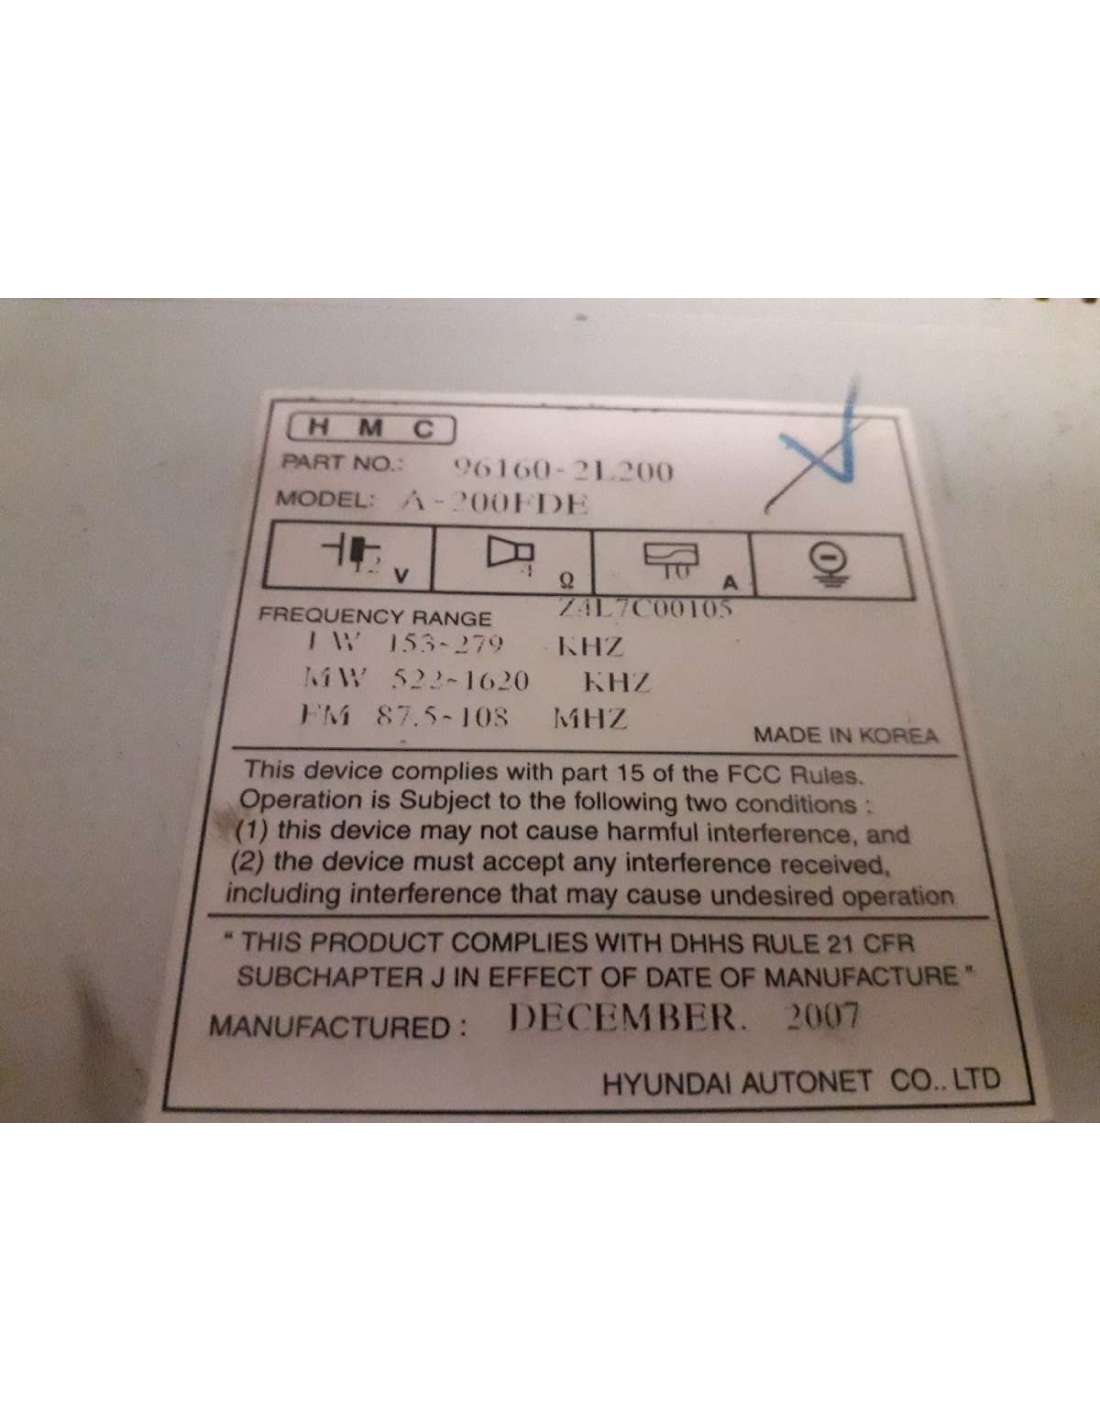 HMC
PART NO.: 96160-2L200
MODEL: A-200FDE
12 V 4 Ω 10 A
FREQUENCY RANGE Z4L7C00105
LW 153~279 KHZ
MW 522~1620 KHZ
FM 87.5~108 MHZ
MADE IN KOREA
This device complies with part 15 of the FCC Rules.
Operation is Subject to the following two conditions :
(1) this device may not cause harmful interference, and
(2) the device must accept any interference received,
including interference that may cause undesired operation
“ THIS PRODUCT COMPLIES WITH DHHS RULE 21 CFR
SUBCHAPTER J IN EFFECT OF DATE OF MANUFACTURE ”
MANUFACTURED : DECEMBER. 2007
HYUNDAI AUTONET CO.. LTD